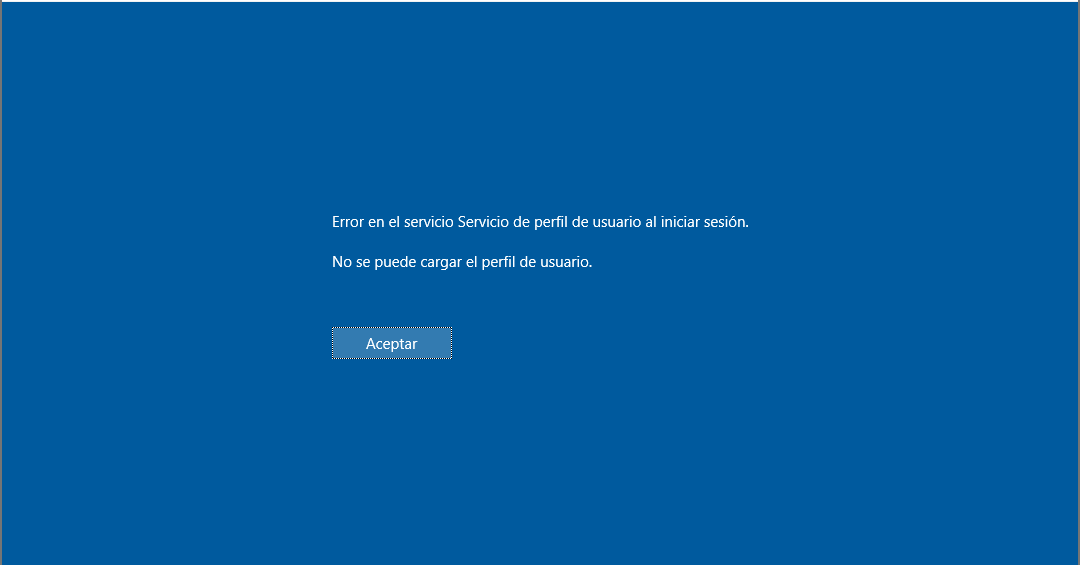 Error en el servicio Servicio de perfil de usuario al iniciar sesión.
No se puede cargar el perfil de usuario.
Aceptar